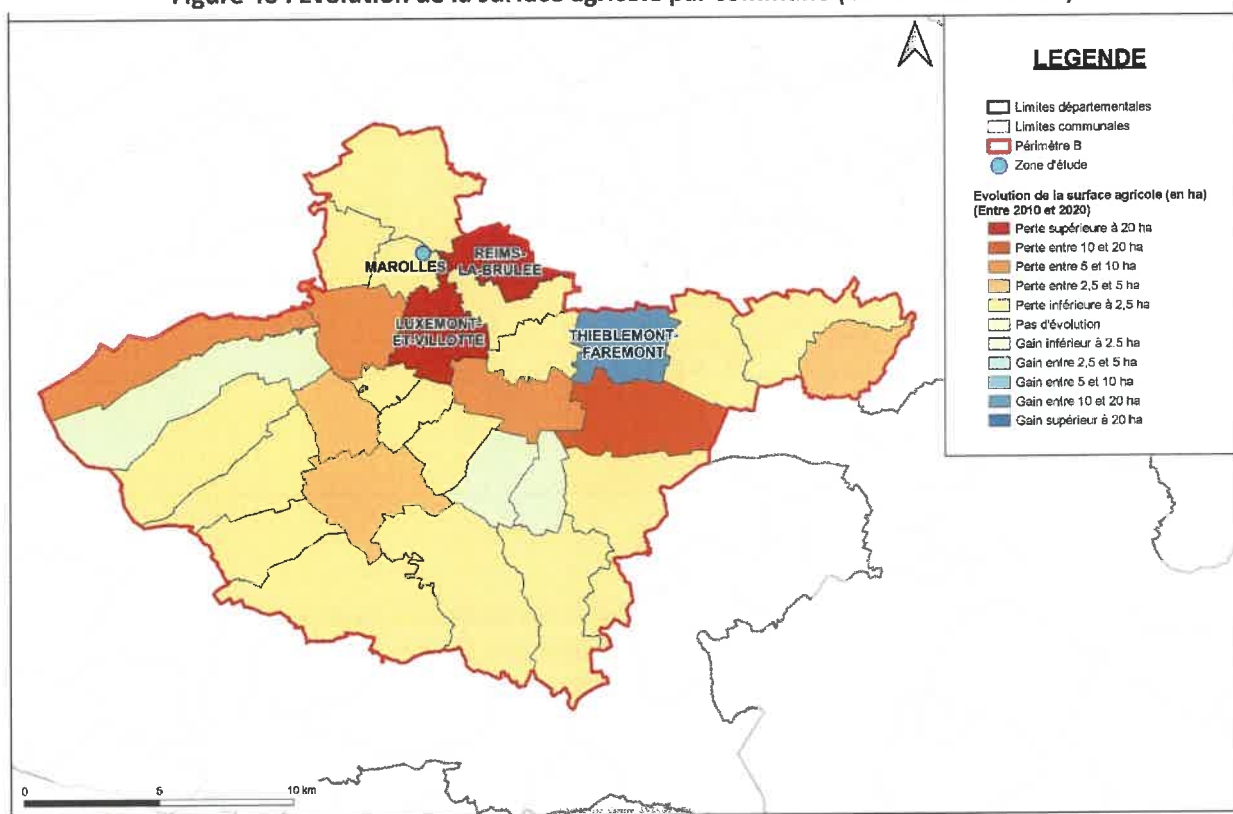 LEGENDE
Limites départementales
Limites communales
Périmètre B
Zone d'étude
Evolution de la surface agricole (en ha)
(Entre 2010 et 2020)
Perte supérieure à 20 ha
Perte entre 10 et 20 ha
Perte entre 5 et 10 ha
Perte entre 2,5 et 5 ha
Perte inférieure à 2,5 ha
Pas d'évolution
Gain inférieur à 2,5 ha
Gain entre 2,5 et 5 ha
Gain entre 5 et 10 ha
Gain entre 10 et 20 ha
Gain supérieur à 20 ha
MAROLLES
REIMS-
LA-BRULEE
LUXEMONT-
ET-VILLOTTE
THIEBLEMONT-
FAREMONT
0 5 10 km